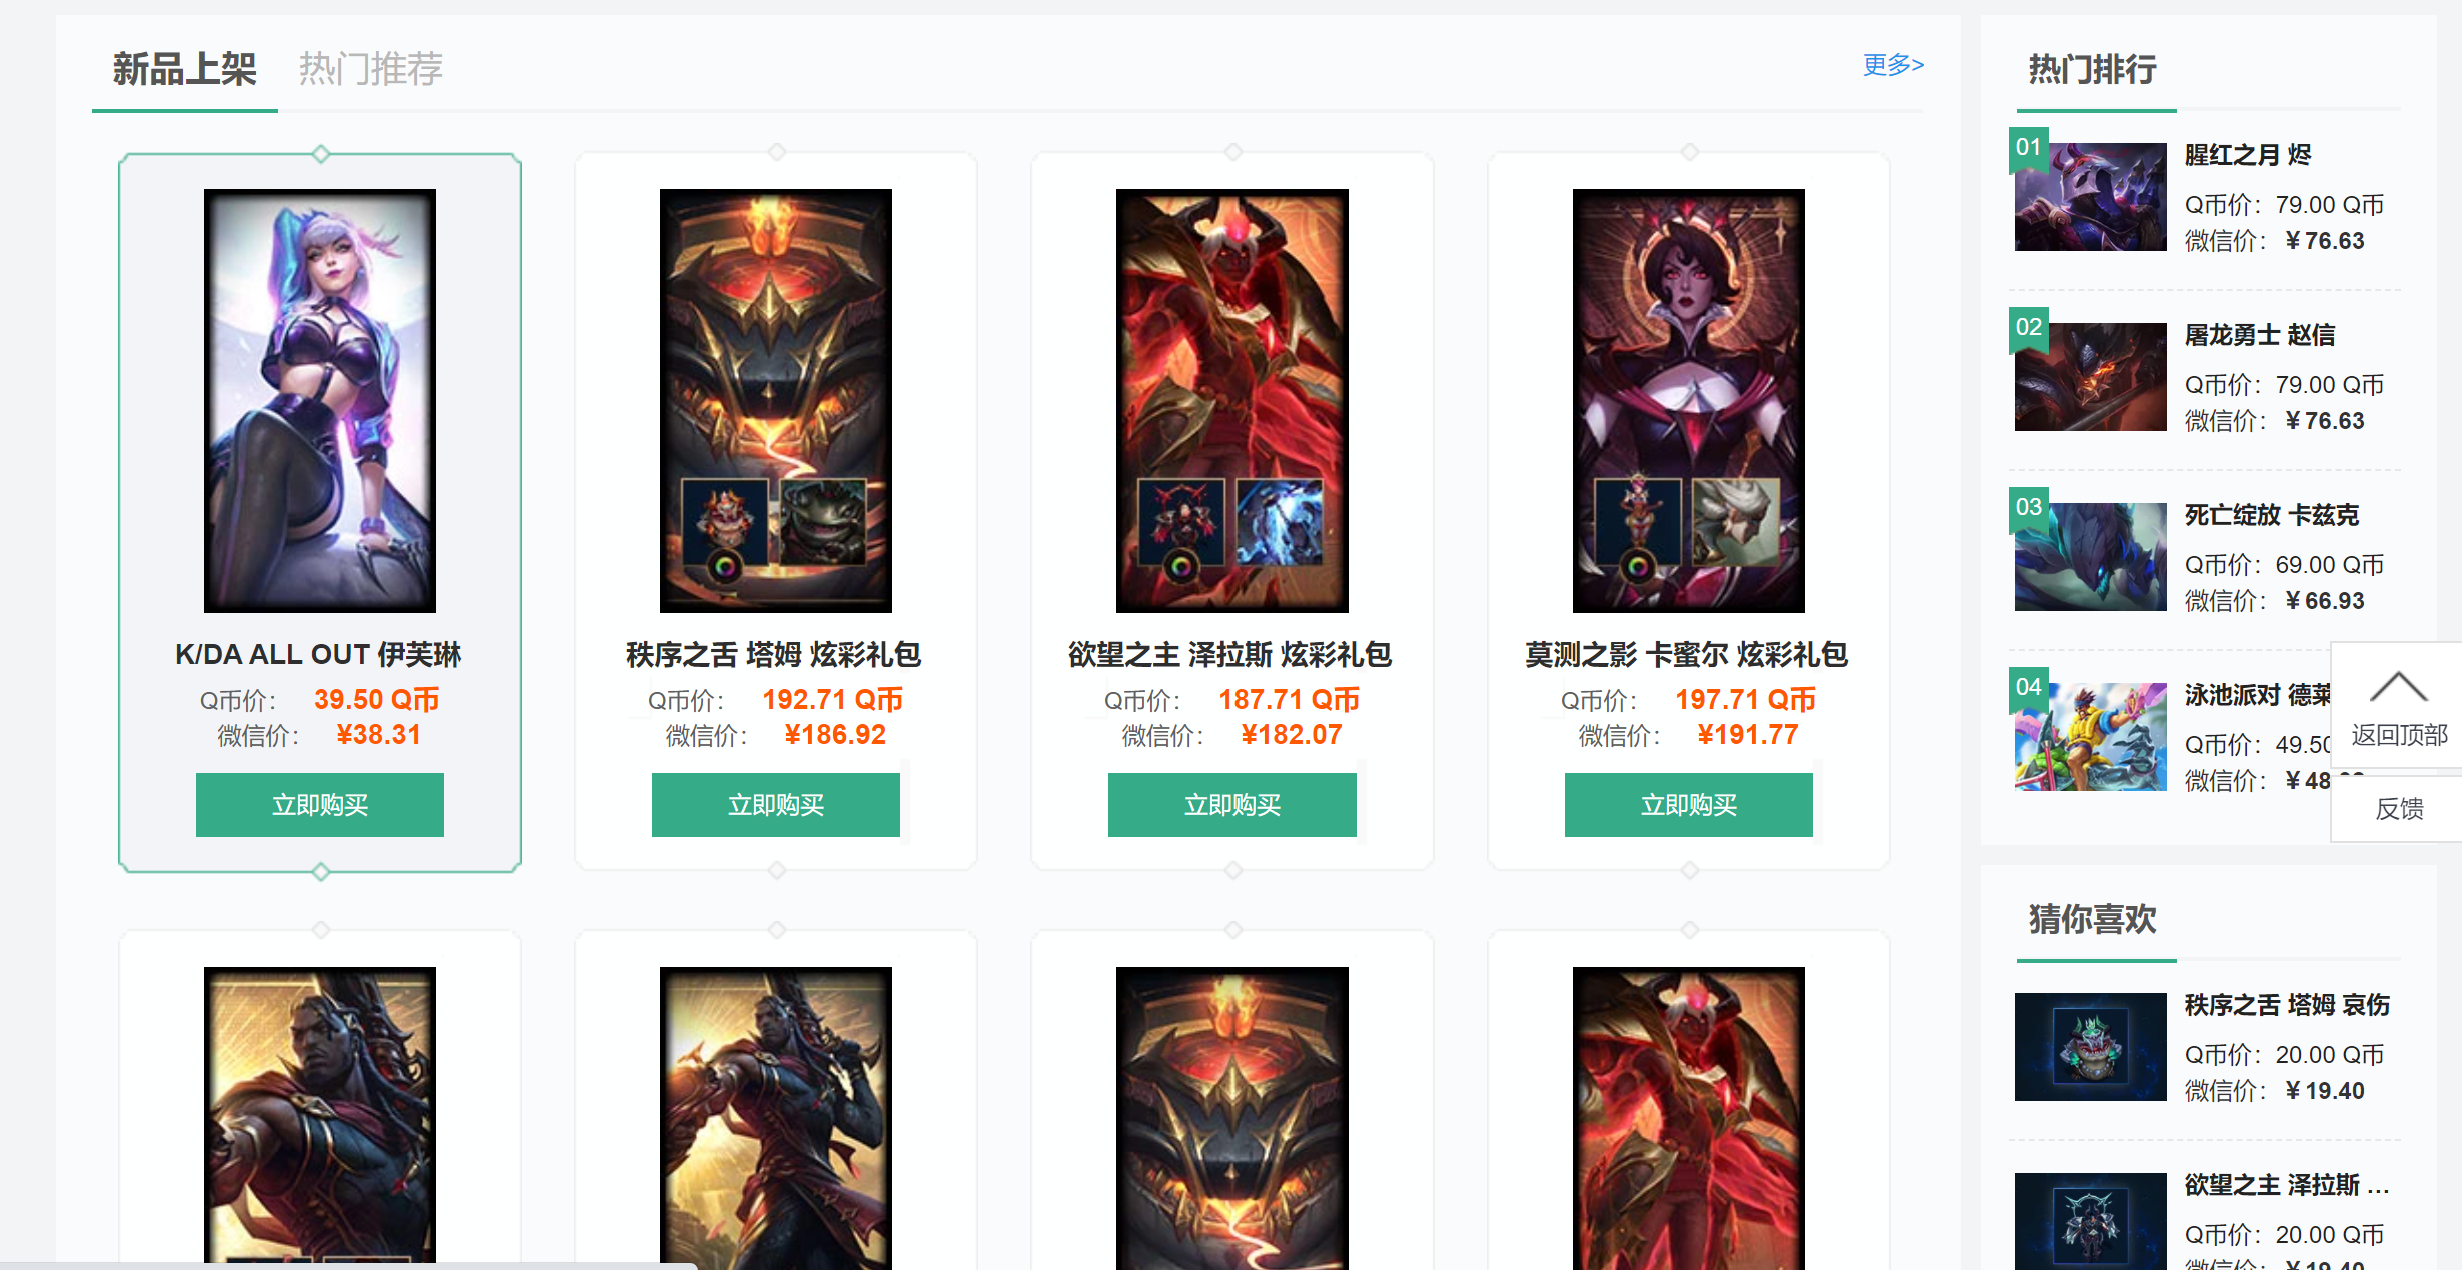 新品上架 热门推荐 更多>
K/DA ALL OUT 伊芙琳
Q币价： 39.50 Q币
微信价： ¥38.31
立即购买
秩序之舌 塔姆 炫彩礼包
Q币价： 192.71 Q币
微信价： ¥186.92
立即购买
欲望之主 泽拉斯 炫彩礼包
Q币价： 187.71 Q币
微信价： ¥182.07
立即购买
莫测之影 卡蜜尔 炫彩礼包
Q币价： 197.71 Q币
微信价： ¥191.77
立即购买
热门排行
01
腥红之月 烬
Q币价：79.00 Q币
微信价： ¥76.63
02
屠龙勇士 赵信
Q币价：79.00 Q币
微信价： ¥76.63
03
死亡绽放 卡兹克
Q币价：69.00 Q币
微信价： ¥66.93
04
泳池派对 德莱
Q币价：49.50
微信价： ¥48
返回顶部
反馈
猜你喜欢
秩序之舌 塔姆 哀伤
Q币价：20.00 Q币
微信价： ¥19.40
欲望之主 泽拉斯 ...
Q币价：20.00 Q币
微信价： ¥19.40